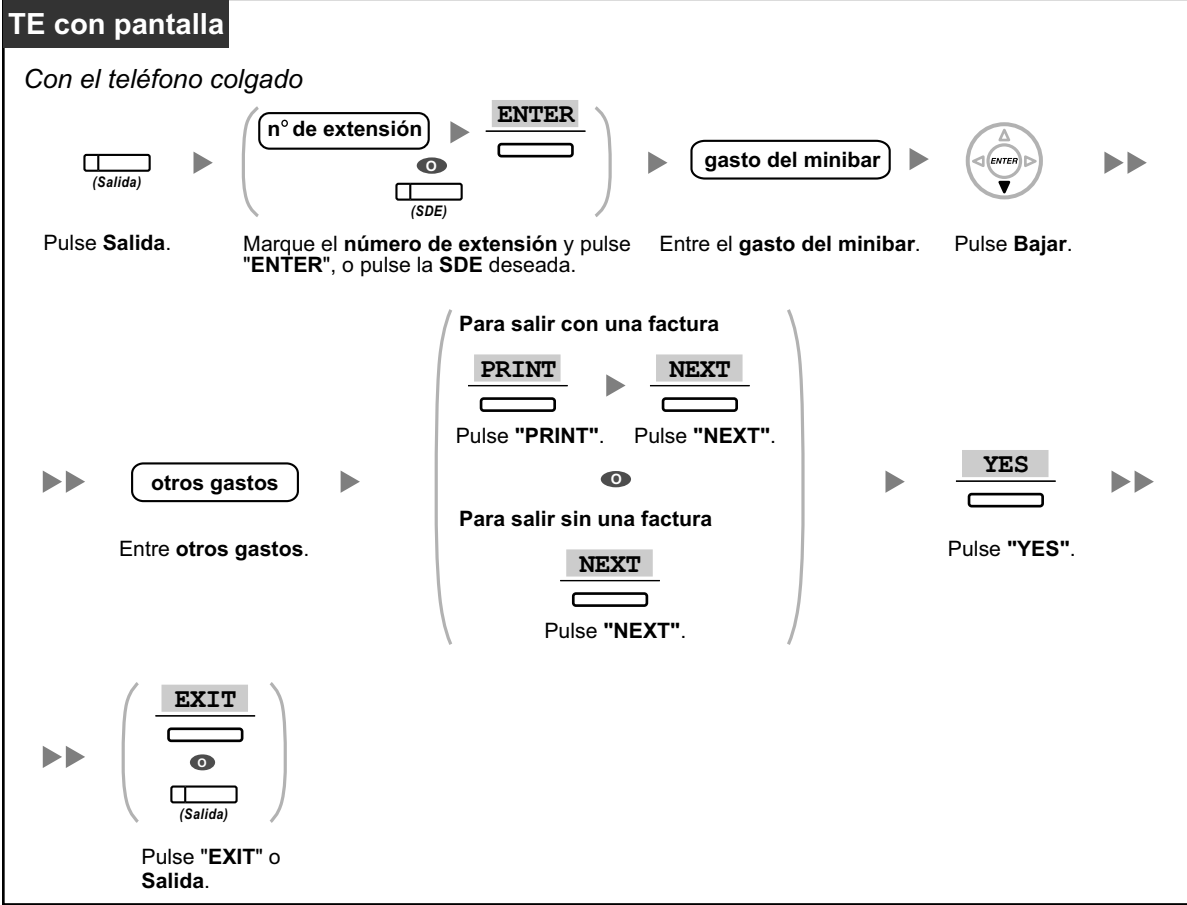 TE con pantalla
Con el teléfono colgado
(Salida)
n° de extensión
ENTER
O
(SDE)
gasto del minibar
ENTER
Pulse Salida.
Marque el número de extensión y pulse
"ENTER", o pulse la SDE deseada.
Entre el gasto del minibar.
Pulse Bajar.
otros gastos
Entre otros gastos.
Para salir con una factura
PRINT
NEXT
Pulse "PRINT".
Pulse "NEXT".
O
Para salir sin una factura
NEXT
Pulse "NEXT".
YES
Pulse "YES".
EXIT
O
(Salida)
Pulse "EXIT" o
Salida.